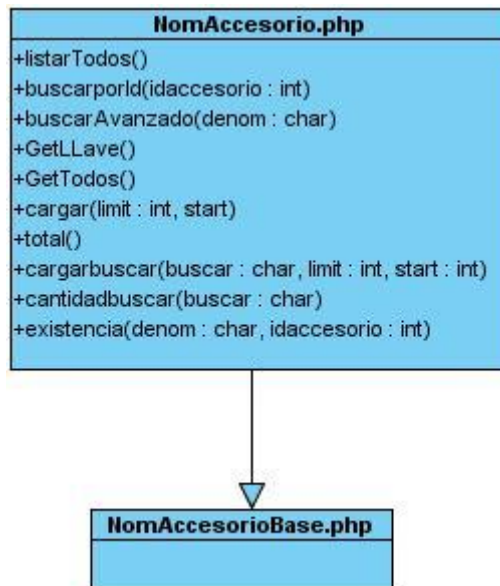 NomAccesorio.php
+listarTodos()
+buscarporId(idaccesorio : int)
+buscarAvanzado(denom : char)
+GetLLave()
+GetTodos()
+cargar(limit : int, start)
+total()
+cargarbuscar(buscar : char, limit : int, start : int)
+cantidadbuscar(buscar : char)
+existencia(denom : char, idaccesorio : int)
NomAccesorioBase.php